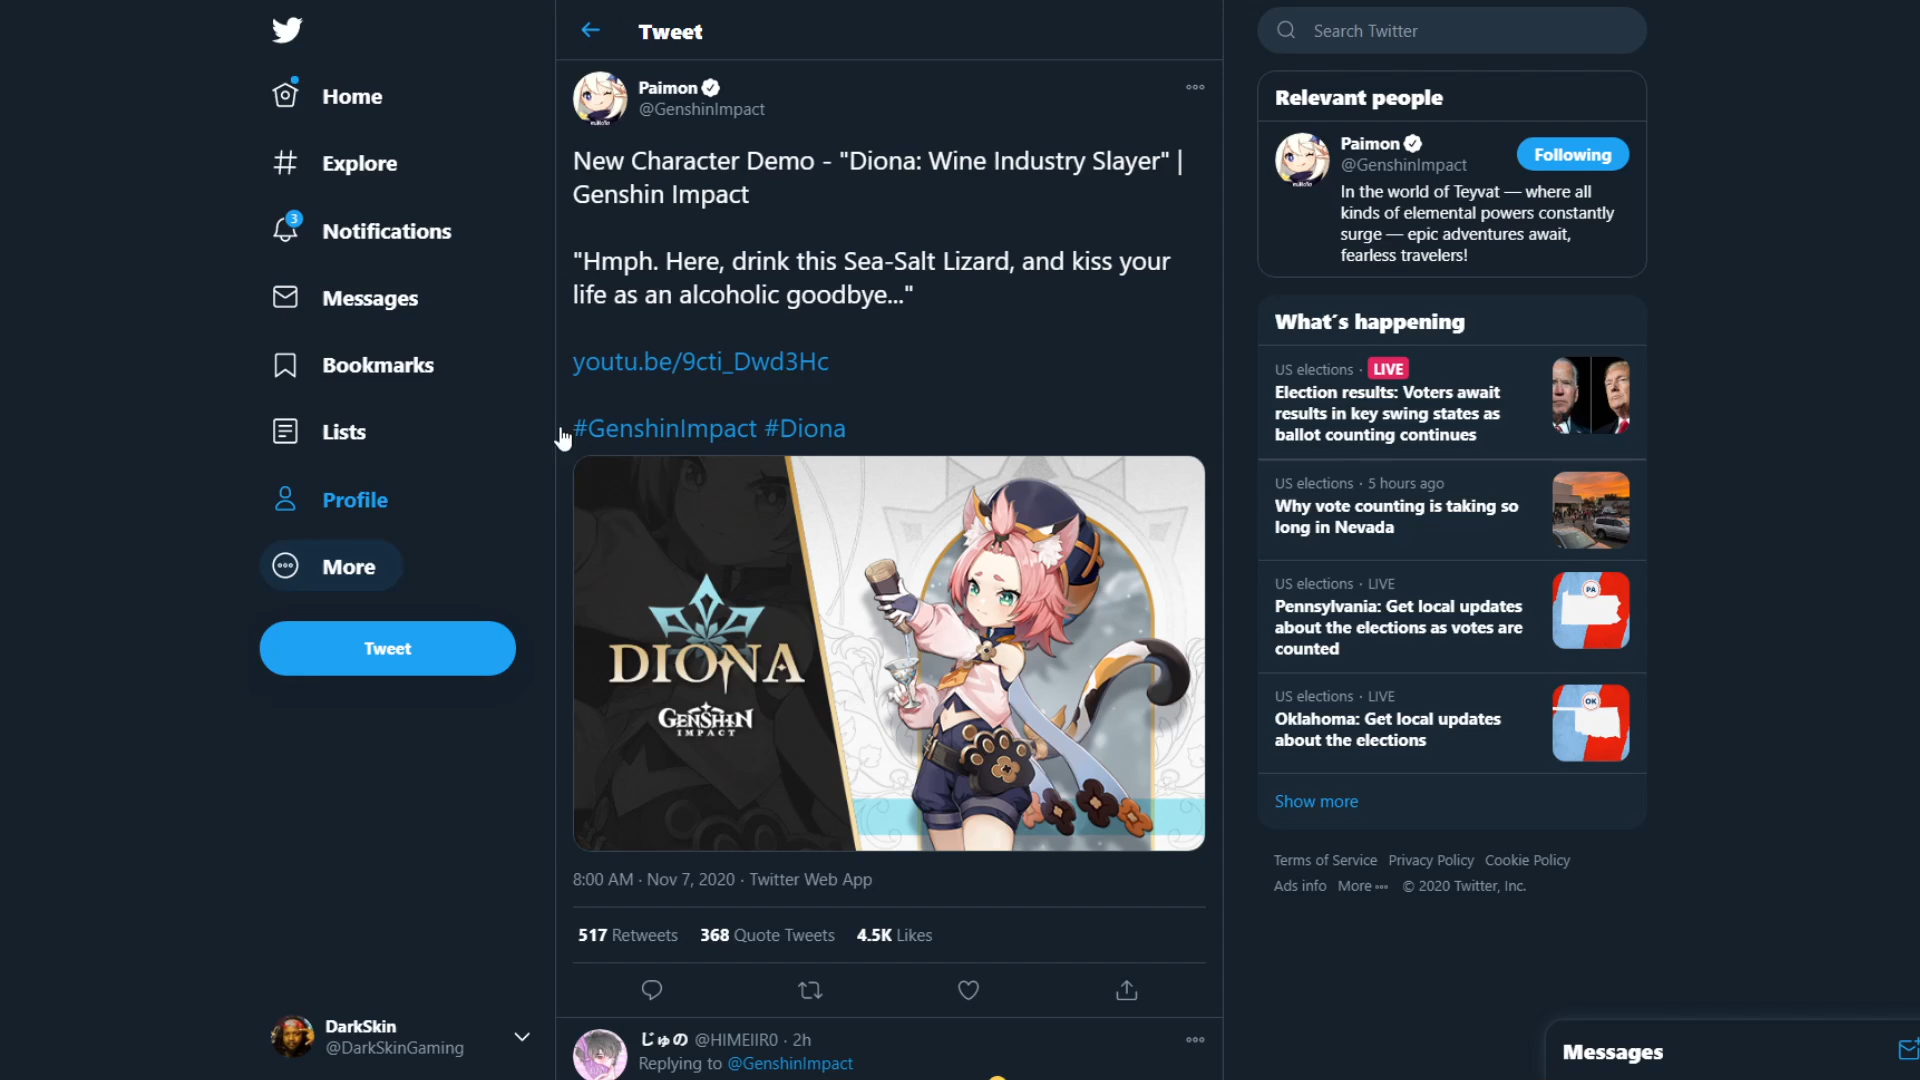 Home
Explore
3
Notifications
Messages
Bookmarks
Lists
Profile
More
Tweet
DarkSkin
@DarkSkinGaming
Tweet
Paimon
@GenshinImpact
New Character Demo - "Diona: Wine Industry Slayer" |
Genshin Impact
"Hmph. Here, drink this Sea-Salt Lizard, and kiss your
life as an alcoholic goodbye..."
youtu.be/9cti_Dwd3Hc
#GenshinImpact #Diona
DIONA
GENSHIN
IMPACT
8:00 AM · Nov 7, 2020 · Twitter Web App
517 Retweets 368 Quote Tweets 4.5K Likes
じゅの @HIMEIIR0 · 2h
Replying to @GenshinImpact
Search Twitter
Relevant people
Paimon
@GenshinImpact
Following
In the world of Teyvat — where all
kinds of elemental powers constantly
surge — epic adventures await,
fearless travelers!
What's happening
US elections · LIVE
Election results: Voters await
results in key swing states as
ballot counting continues
US elections · 5 hours ago
Why vote counting is taking so
long in Nevada
US elections · LIVE
Pennsylvania: Get local updates
about the elections as votes are
counted
PA
US elections · LIVE
Oklahoma: Get local updates
about the elections
OK
Show more
Terms of Service Privacy Policy Cookie Policy
Ads info More © 2020 Twitter, Inc.
Messages